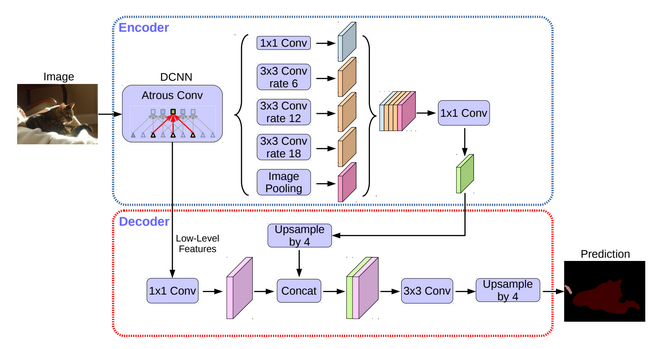 Encoder
Image
DCNN
Atrous Conv
1x1 Conv
3x3 Conv
rate 6
3x3 Conv
rate 12
3x3 Conv
rate 18
Image
Pooling
1x1 Conv
Decoder
Low-Level
Features
Upsample
by 4
1x1 Conv
Concat
3x3 Conv
Upsample
by 4
Prediction